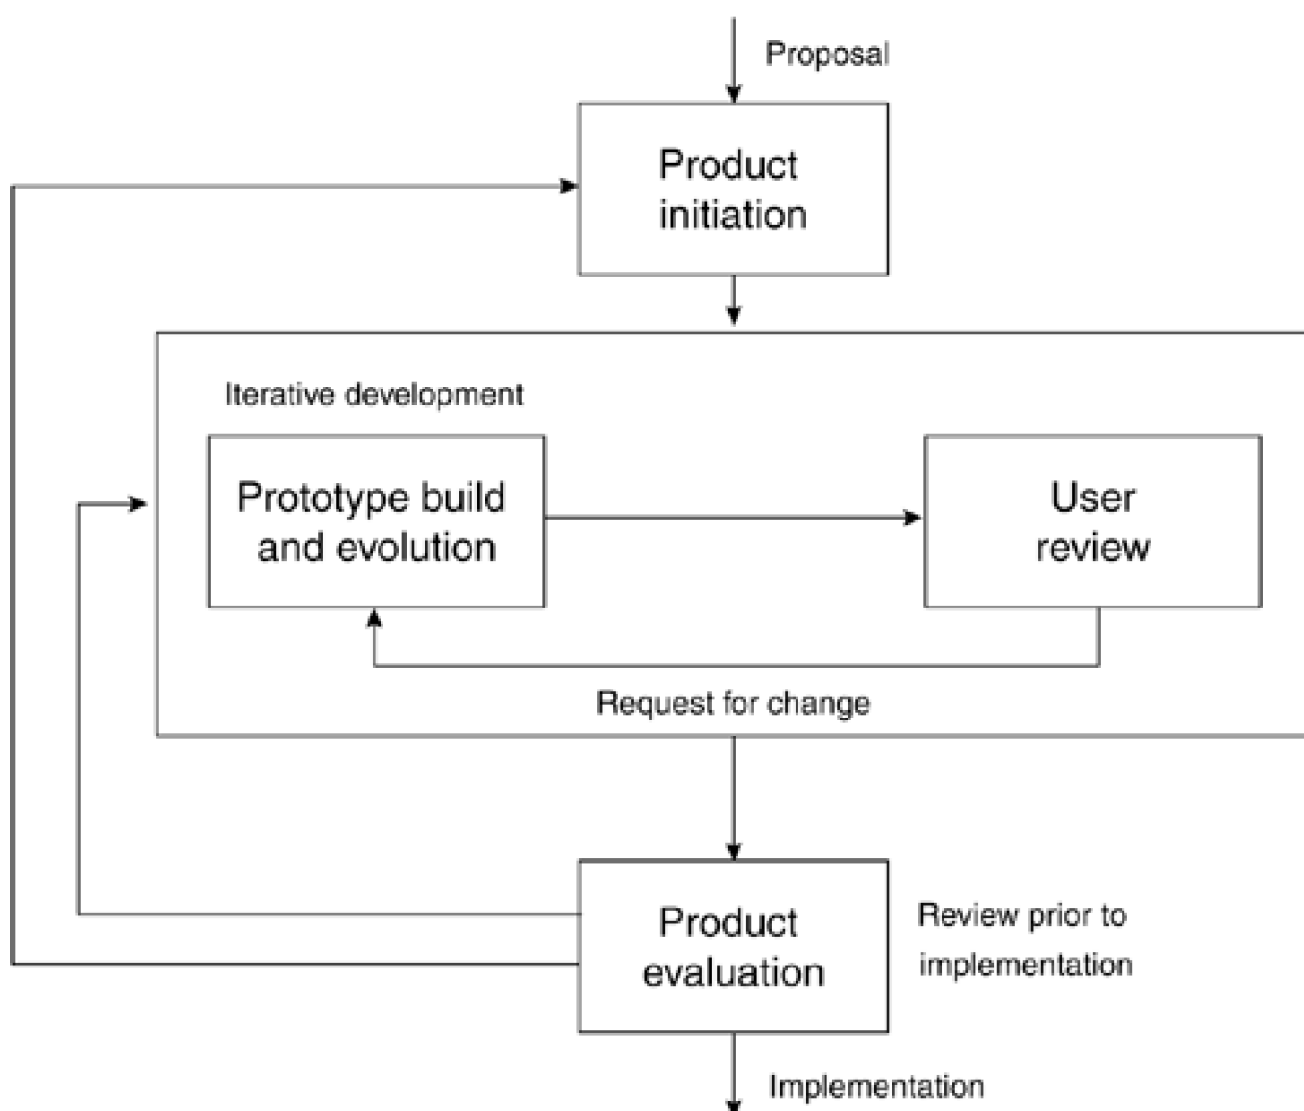 Proposal
Product
initiation
Iterative development
Prototype build
and evolution
User
review
Request for change
Product
evaluation
Review prior to
implementation
Implementation